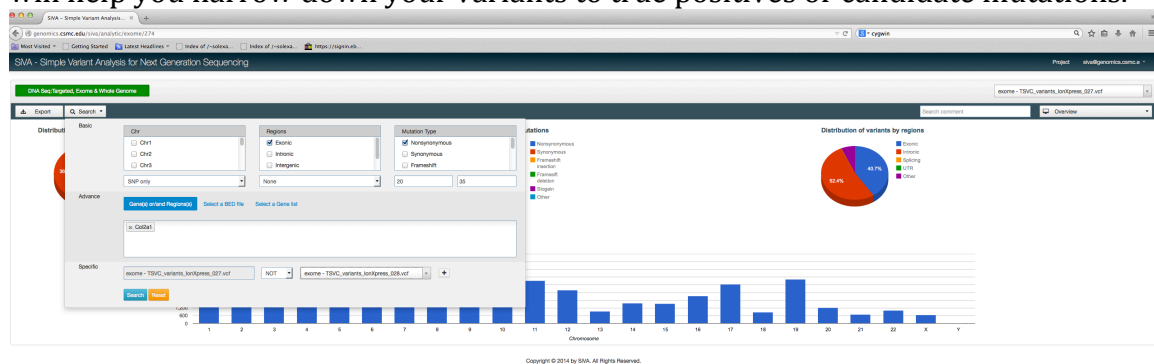 will help you narrow down your variants to true positives or candidate mutations.
SIVA - Simple Variant Analysis... × +
genomics.csmc.edu/siva/analytic/exome/274 cygwin
Most Visited Getting Started Latest Headlines Index of /~solexa... Index of /~solexa... https://signin.eb...
SIVA - Simple Variant Analysis for Next Generation Sequencing Project siva@genomics.csmc.e
DNA Seq:Targeted, Exome & Whole Genome exome - TSVC_variants_IonXpress_027.vcf
Export Search Search comment Overview
Distributi utations Distribution of variants by regions
Basic
Chr Regions Mutation Type
Chr1 Exonic Nonsynonymous
Chr2 Intronic Synonymous
Chr3 Intergenic Frameshift
SNP only None 20 35
Advance
Gene(s) or/and Regions(s) Select a BED file Select a Gene list
× Col2a1
Specific
exome - TSVC_variants_IonXpress_027.vcf NOT exome - TSVC_variants_IonXpress_028.vcf +
Search Reset
Nonsynonymous
Synonymous
Frameshift
insertion
Frameshift
deletion
Stopgain
Other
40.7%
52.4%
Exonic
Intronic
Splicing
UTR
Other
1,200
600
0
1 2 3 4 5 6 7 8 9 10 11 12 13 14 15 16 17 18 19 20 21 22 X Y
Chromosome
Copyright © 2014 by SIVA. All Rights Reserved.